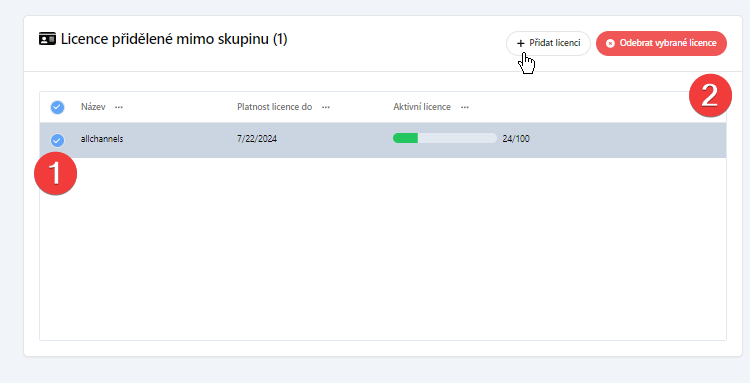 Licence přidělené mimo skupinu (1)
+ Přidat licenci
Odebrat vybrané licence
2
Název ···
Platnost licence do ···
Aktivní licence ···
allchannels
7/22/2024
24/100
1